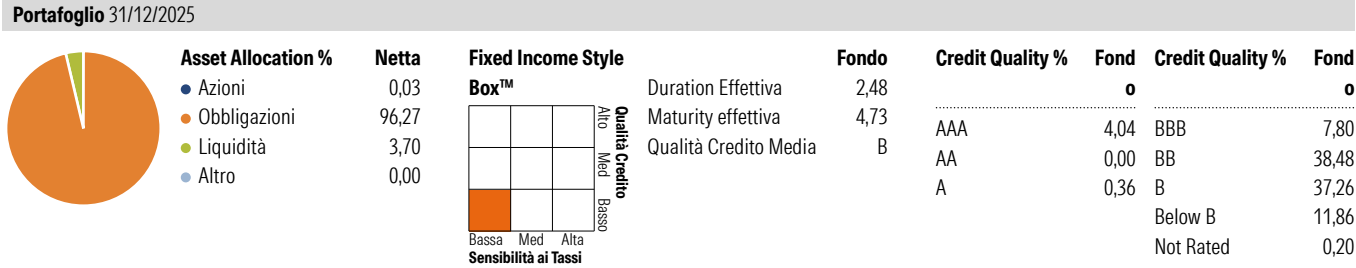 Portafoglio 31/12/2025
Asset Allocation % Netta
Azioni 0,03
Obbligazioni 96,27
Liquidità 3,70
Altro 0,00
Fixed Income Style Box™
Alto
Med
Basso
Qualità Credito
Bassa Med Alta
Sensibilità ai Tassi
Fondo
Duration Effettiva 2,48
Maturity effettiva 4,73
Qualità Credito Media B
Credit Quality % Fond
o
AAA 4,04
AA 0,00
A 0,36
Credit Quality % Fond
o
BBB 7,80
BB 38,48
B 37,26
Below B 11,86
Not Rated 0,20